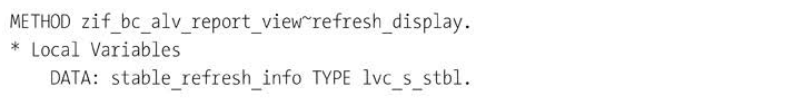 METHOD zif_bc_alv_report_view~refresh_display.
* Local Variables
    DATA: stable_refresh_info TYPE lvc_s_stbl.